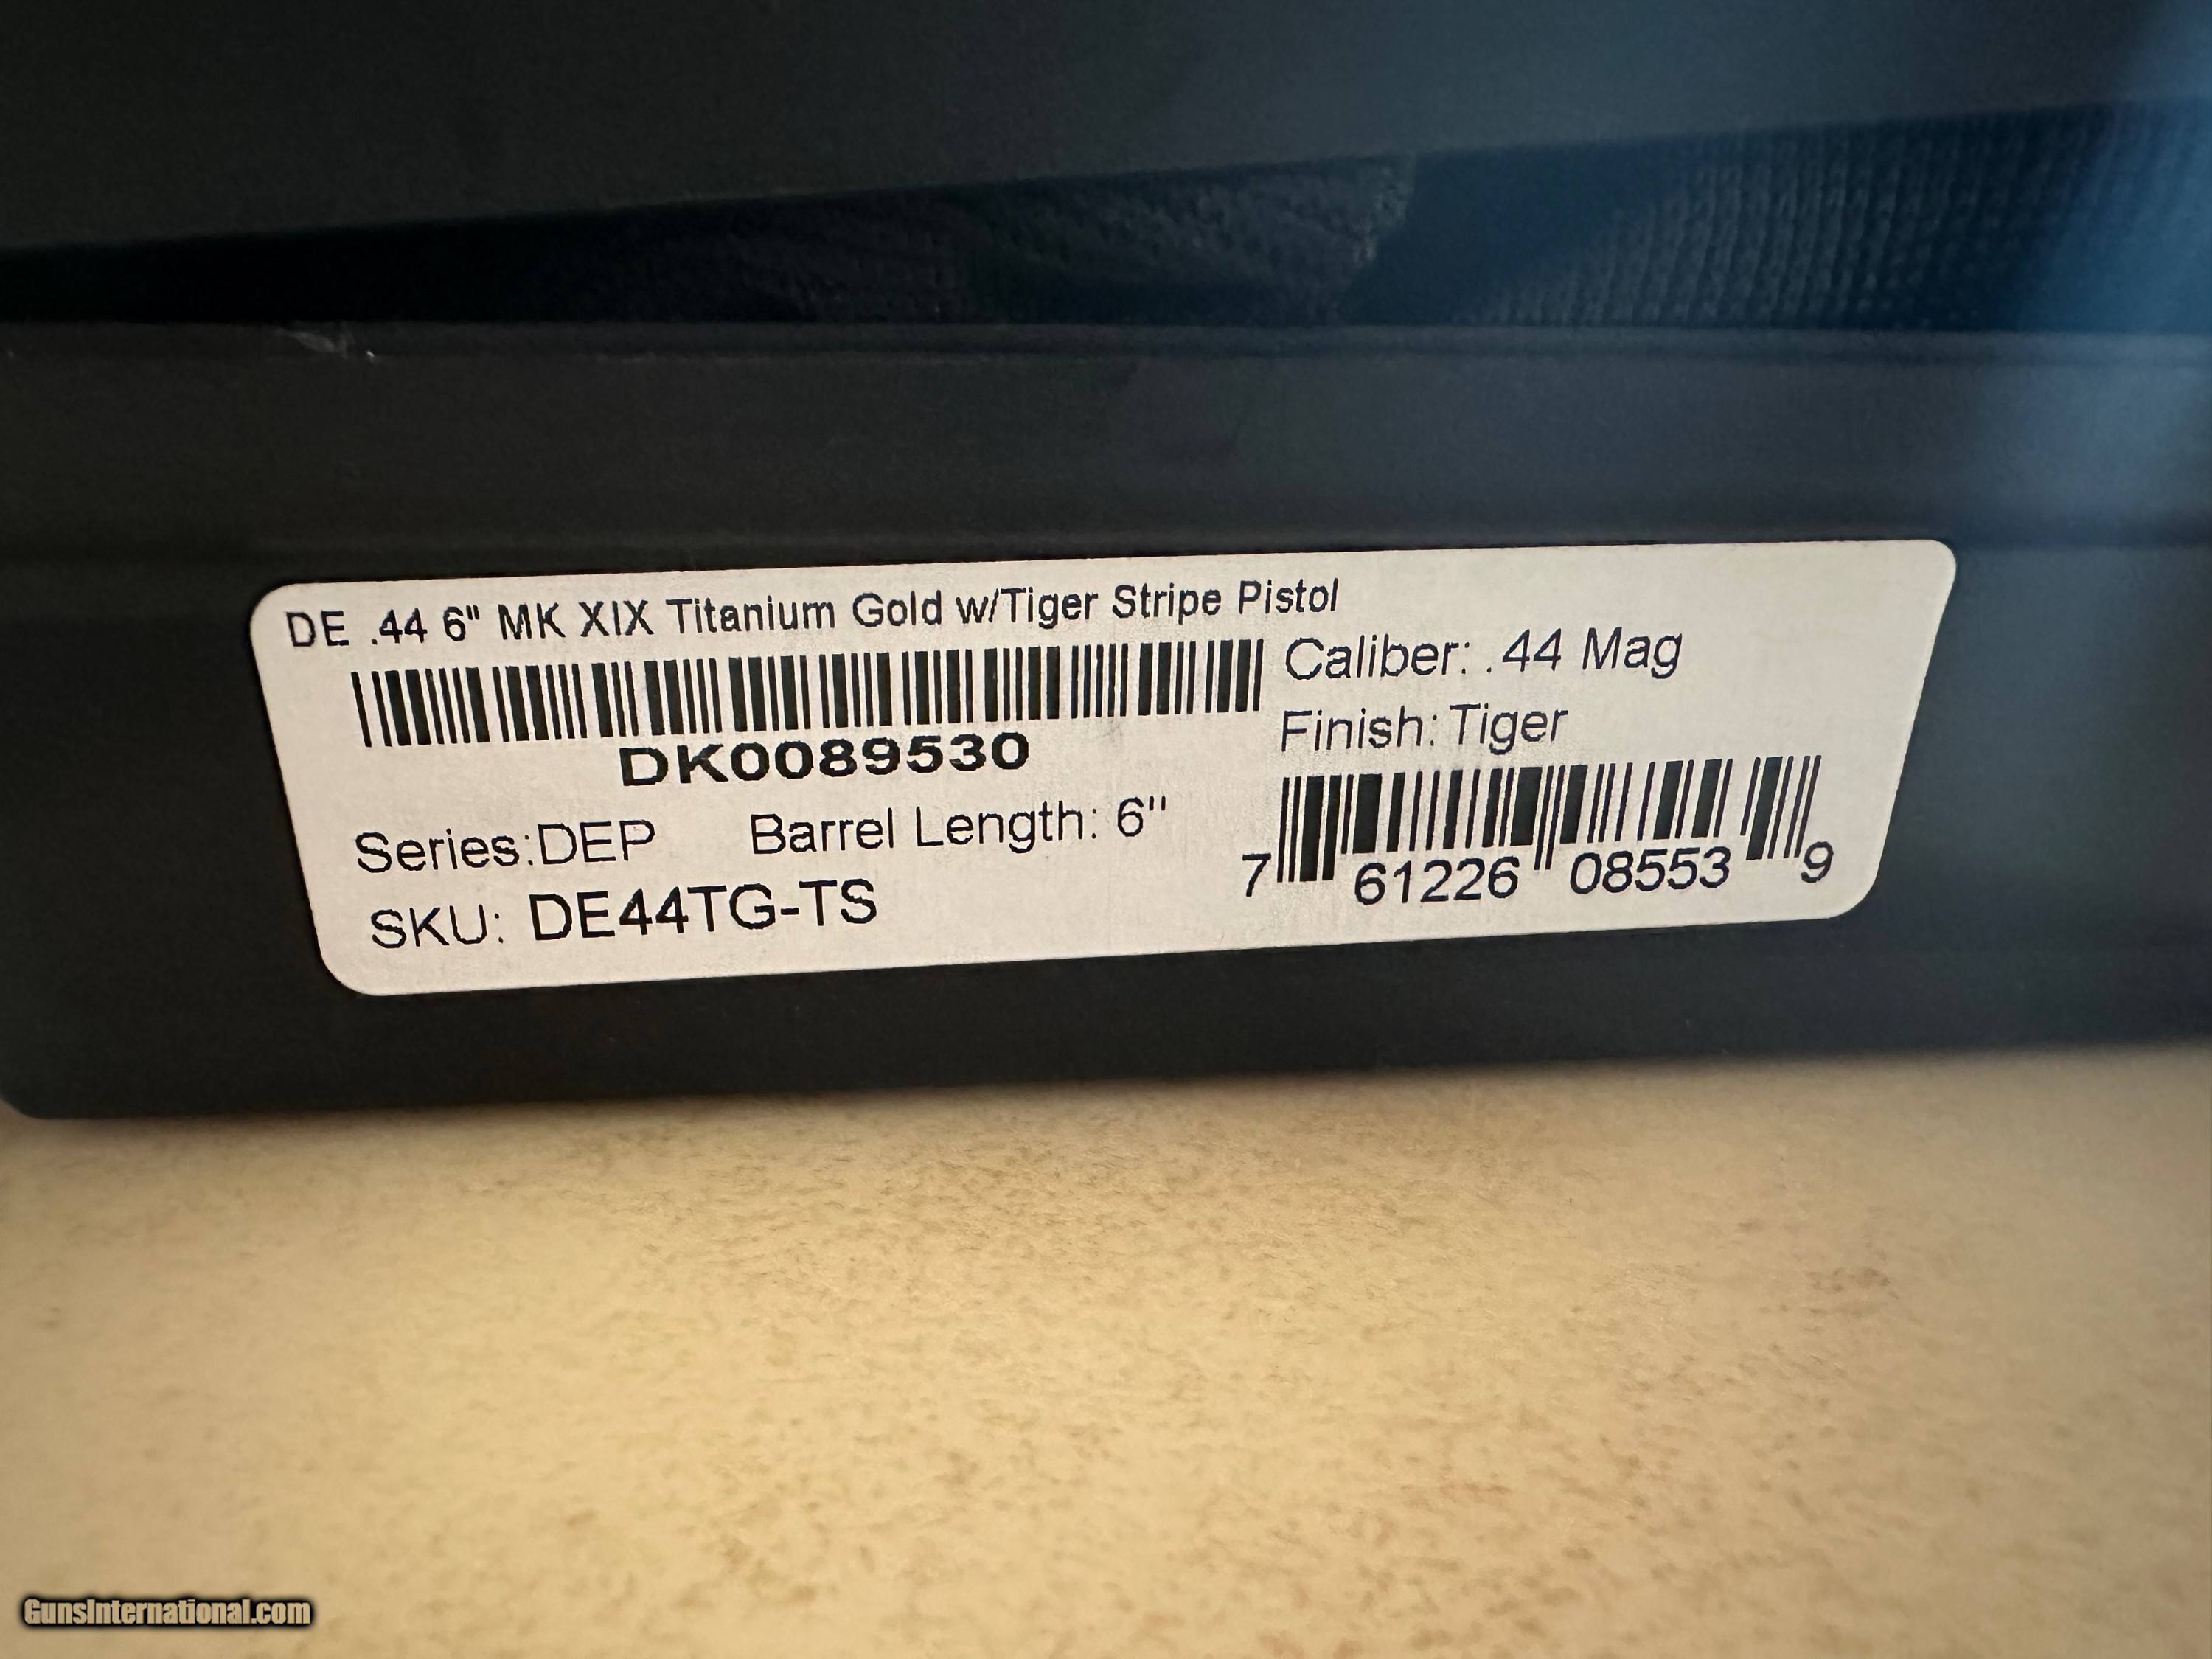 DE .44 6" MK XIX Titanium Gold w/Tiger Stripe Pistol
Caliber: .44 Mag
DK0089530
Finish: Tiger
Series:DEP Barrel Length: 6"
7 61226 08553 9
SKU: DE44TG-TS
GunsInternational.com